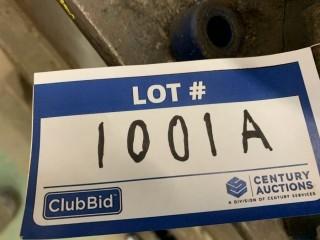 LOT #
1001A
ClubBid
CENTURY
AUCTIONS
A DIVISION OF CENTURY SERVICES